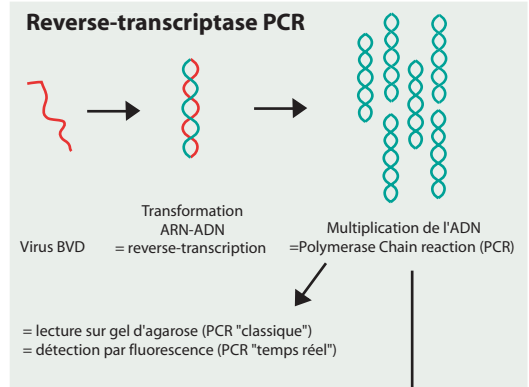 Reverse-transcriptase PCR
Virus BVD
Transformation
ARN-ADN
= reverse-transcription
Multiplication de l'ADN
=Polymerase Chain reaction (PCR)
= lecture sur gel d'agarose (PCR "classique")
= détection par fluorescence (PCR "temps réel")